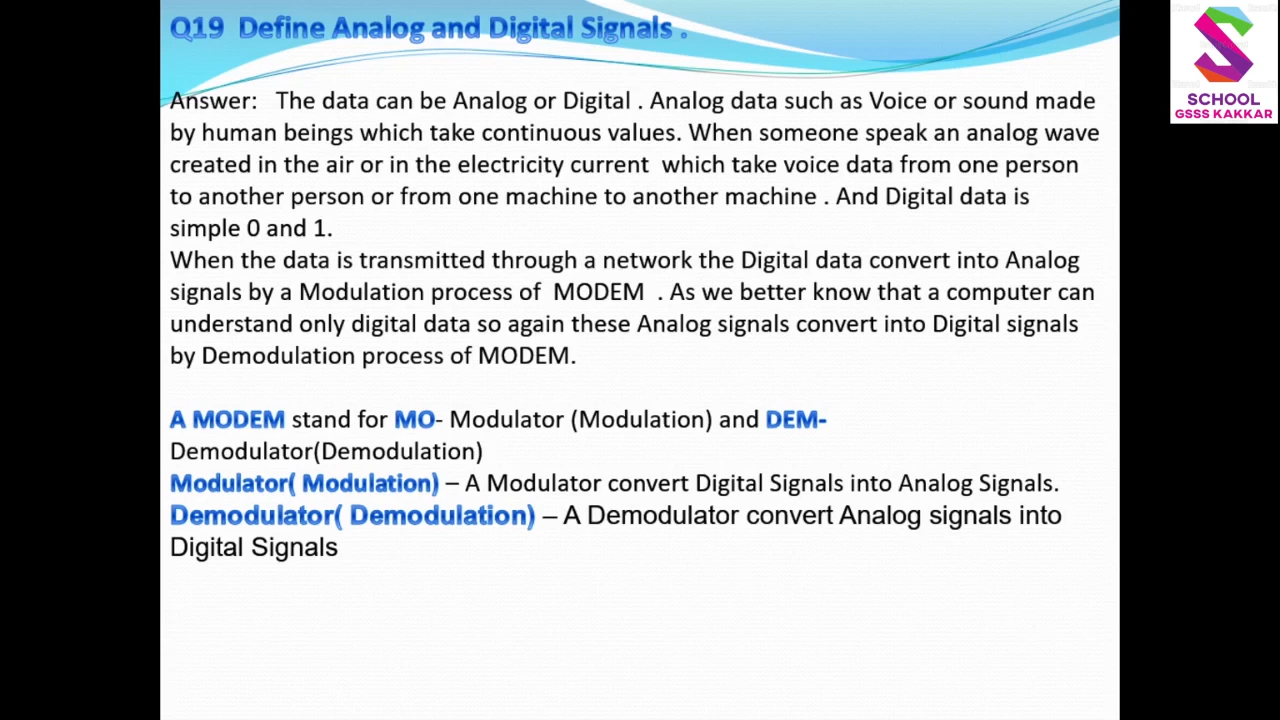 Q19 Define Analog and Digital Signals .
SCHOOL
GSSS KAKKAR
Answer: The data can be Analog or Digital . Analog data such as Voice or sound made
by human beings which take continuous values. When someone speak an analog wave
created in the air or in the electricity current which take voice data from one person
to another person or from one machine to another machine . And Digital data is
simple 0 and 1.
When the data is transmitted through a network the Digital data convert into Analog
signals by a Modulation process of MODEM . As we better know that a computer can
understand only digital data so again these Analog signals convert into Digital signals
by Demodulation process of MODEM.
A MODEM stand for MO- Modulator (Modulation) and DEM-
Demodulator(Demodulation)
Modulator( Modulation) – A Modulator convert Digital Signals into Analog Signals.
Demodulator( Demodulation) – A Demodulator convert Analog signals into
Digital Signals